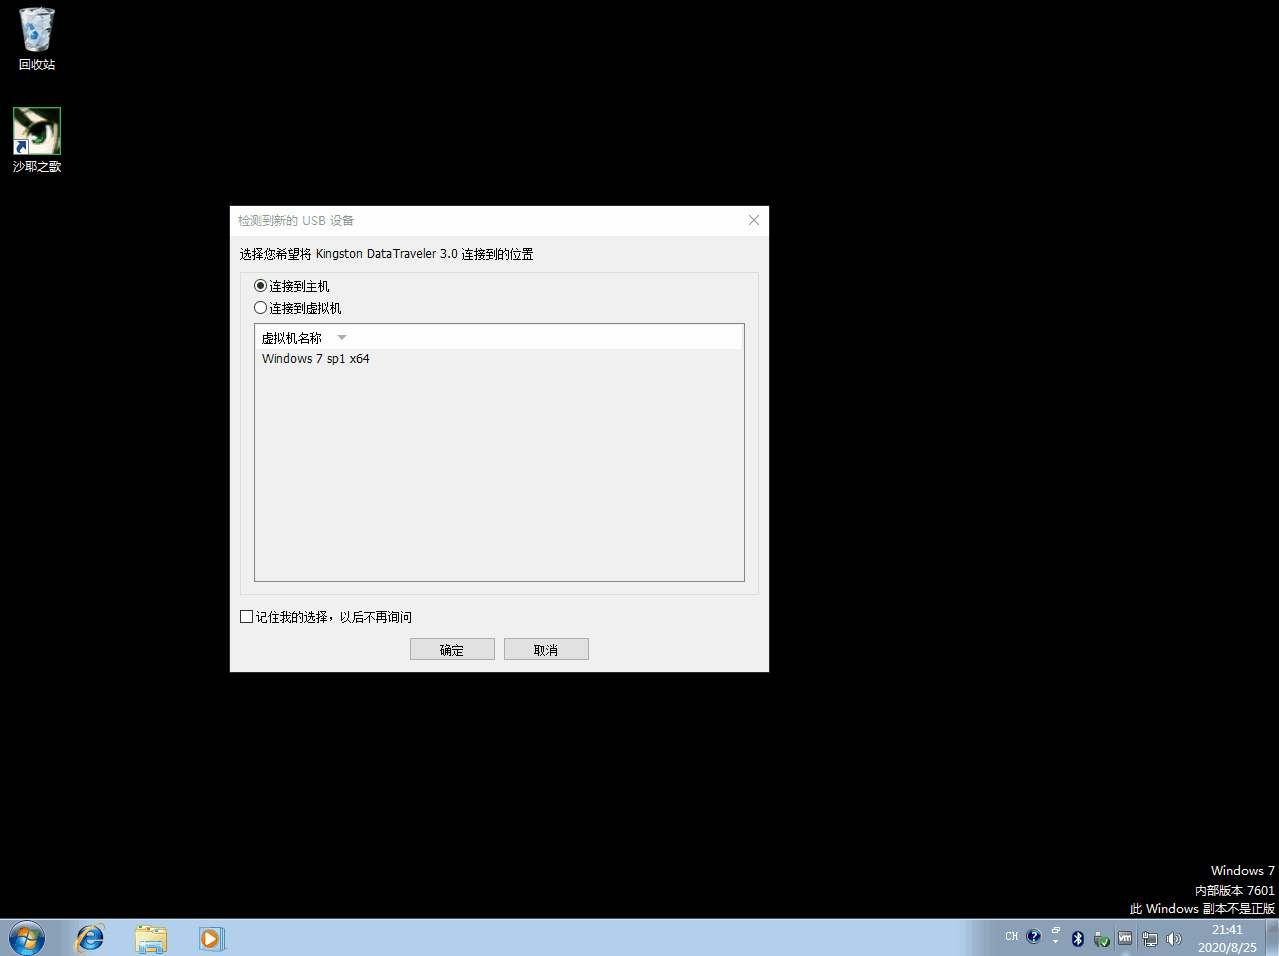 回收站
沙耶之歌
检测到新的 USB 设备
选择您希望将 Kingston DataTraveler 3.0 连接到的位置
连接到主机
连接到虚拟机
虚拟机名称
Windows 7 sp1 x64
记住我的选择，以后不再询问
确定
取消
Windows 7
内部版本 7601
此 Windows 副本不是正版
CH
21:41
2020/8/25